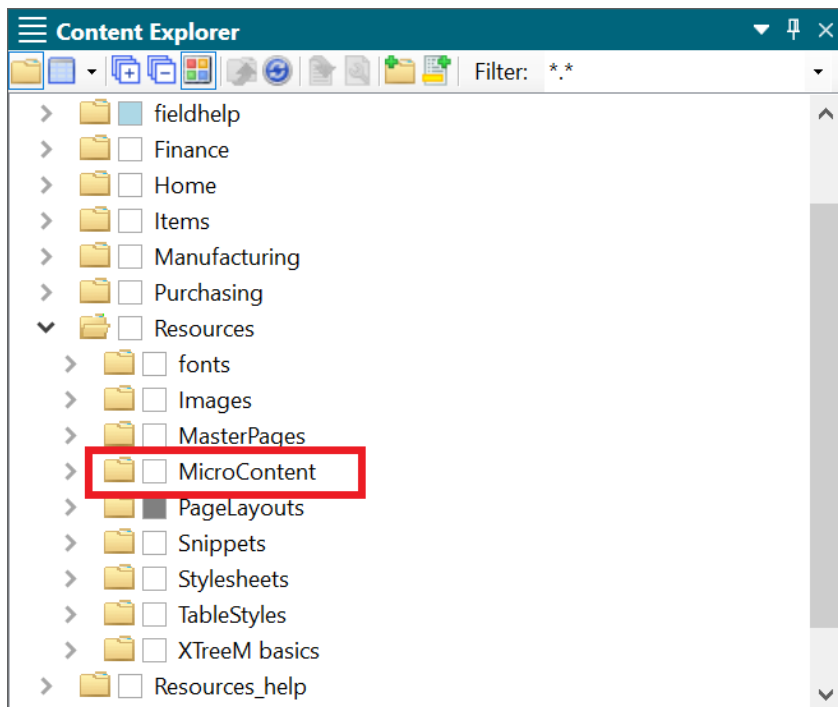 Content Explorer
Filter: *.*
fieldhelp
Finance
Home
Items
Manufacturing
Purchasing
Resources
fonts
Images
MasterPages
MicroContent
PageLayouts
Snippets
Stylesheets
TableStyles
XTreeM basics
Resources_help